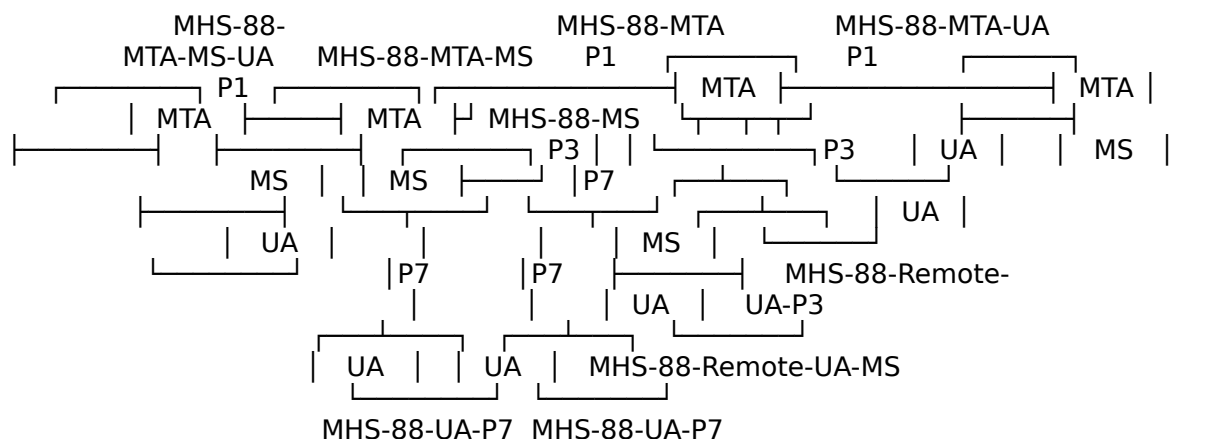 MHS-88- MHS-88-MTA MHS-88-MTA-UA
MTA-MS-UA MHS-88-MTA-MS P1 P1
P1 MTA MTA
MTA MTA MHS-88-MS
P3 P3 UA MS
MS MS P7
UA
UA MS
P7 P7 MHS-88-Remote-
UA UA-P3
UA UA MHS-88-Remote-UA-MS
MHS-88-UA-P7 MHS-88-UA-P7